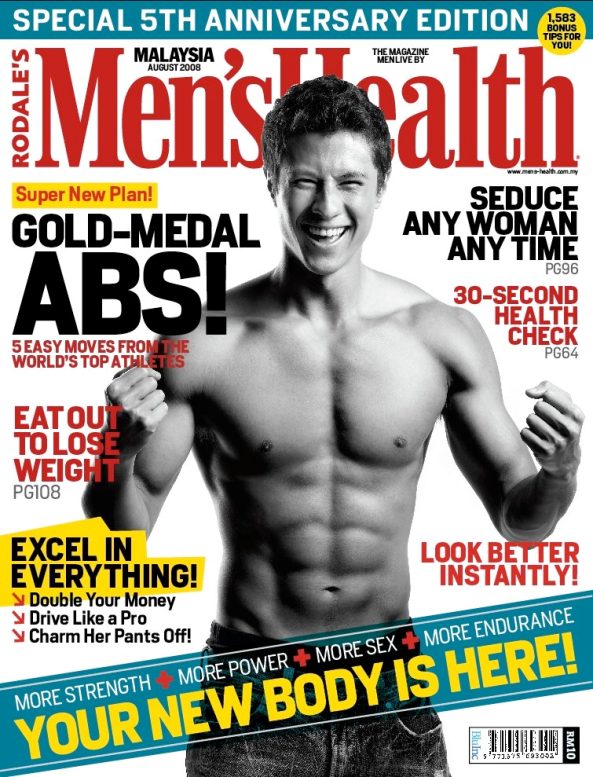 SPECIAL 5TH ANNIVERSARY EDITION
1,583
BONUS
TIPS FOR
YOU!
RODALE'S
MALAYSIA
AUGUST 2008
THE MAGAZINE
MEN LIVE BY
Men'sHealth
www.mens-health.com.my
Super New Plan!
GOLD-MEDAL
ABS!
5 EASY MOVES FROM THE
WORLD'S TOP ATHLETES
SEDUCE
ANY WOMAN
ANY TIME
PG96
30-SECOND
HEALTH
CHECK
PG64
EAT OUT
TO LOSE
WEIGHT
PG108
EXCEL IN
EVERYTHING!
Double Your Money
Drive Like a Pro
Charm Her Pants Off!
LOOK BETTER
INSTANTLY!
MORE STRENGTH + MORE POWER + MORE SEX + MORE ENDURANCE
YOUR NEW BODY IS HERE!
BluInc
RM10